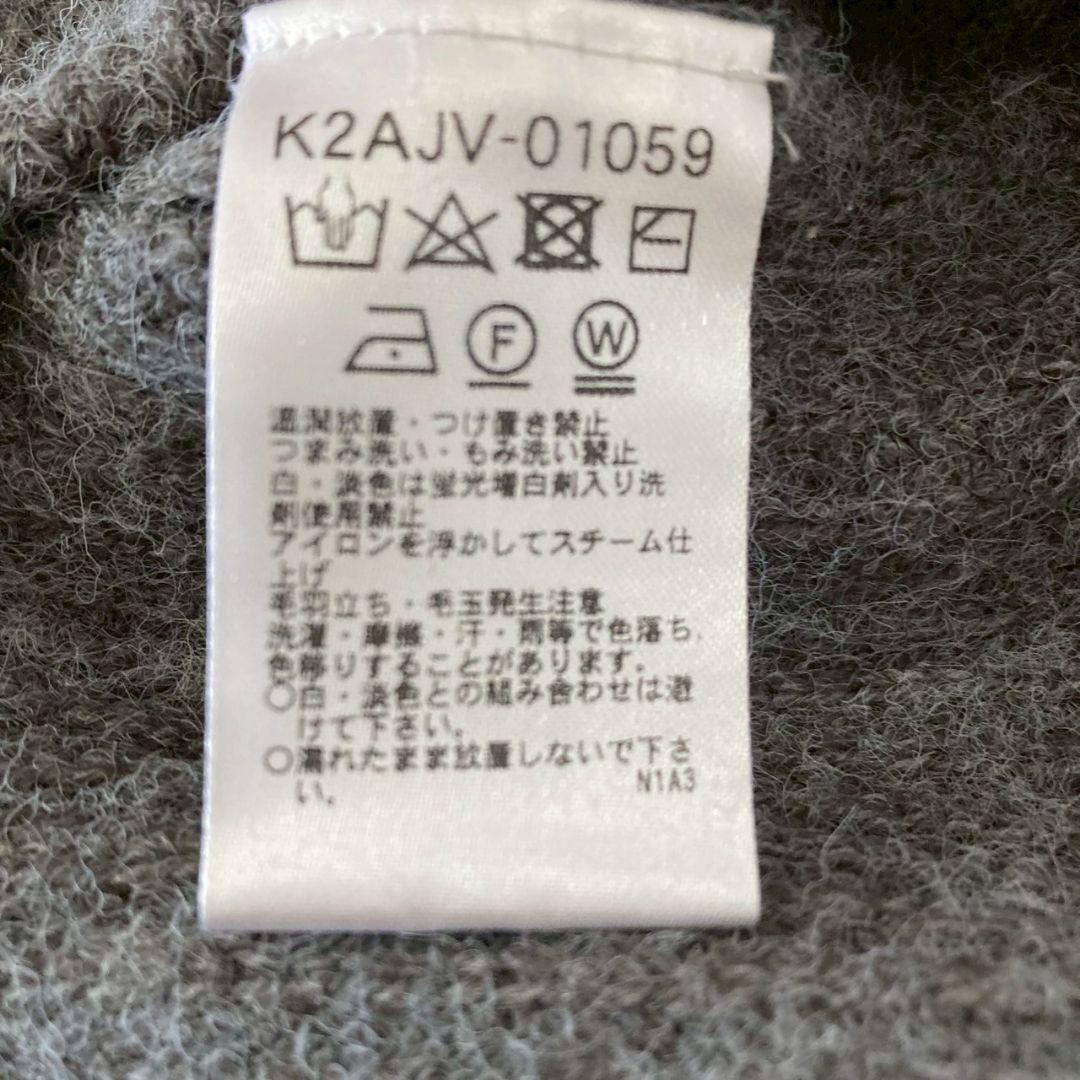 K2AJV-01059
F W
湿潤放置・つけ置き禁止
つまみ洗い・もみ洗い禁止
白・淡色は蛍光増白剤入り洗
剤使用禁止
アイロンを浮かしてスチーム仕
上げ
毛羽立ち・毛玉発生注意
洗濯・摩擦・汗・雨等で色落ち、
色移りすることがあります。
○白・淡色との組み合わせは避
けて下さい。
○濡れたまま放置しないで下さ
い。 N1A3